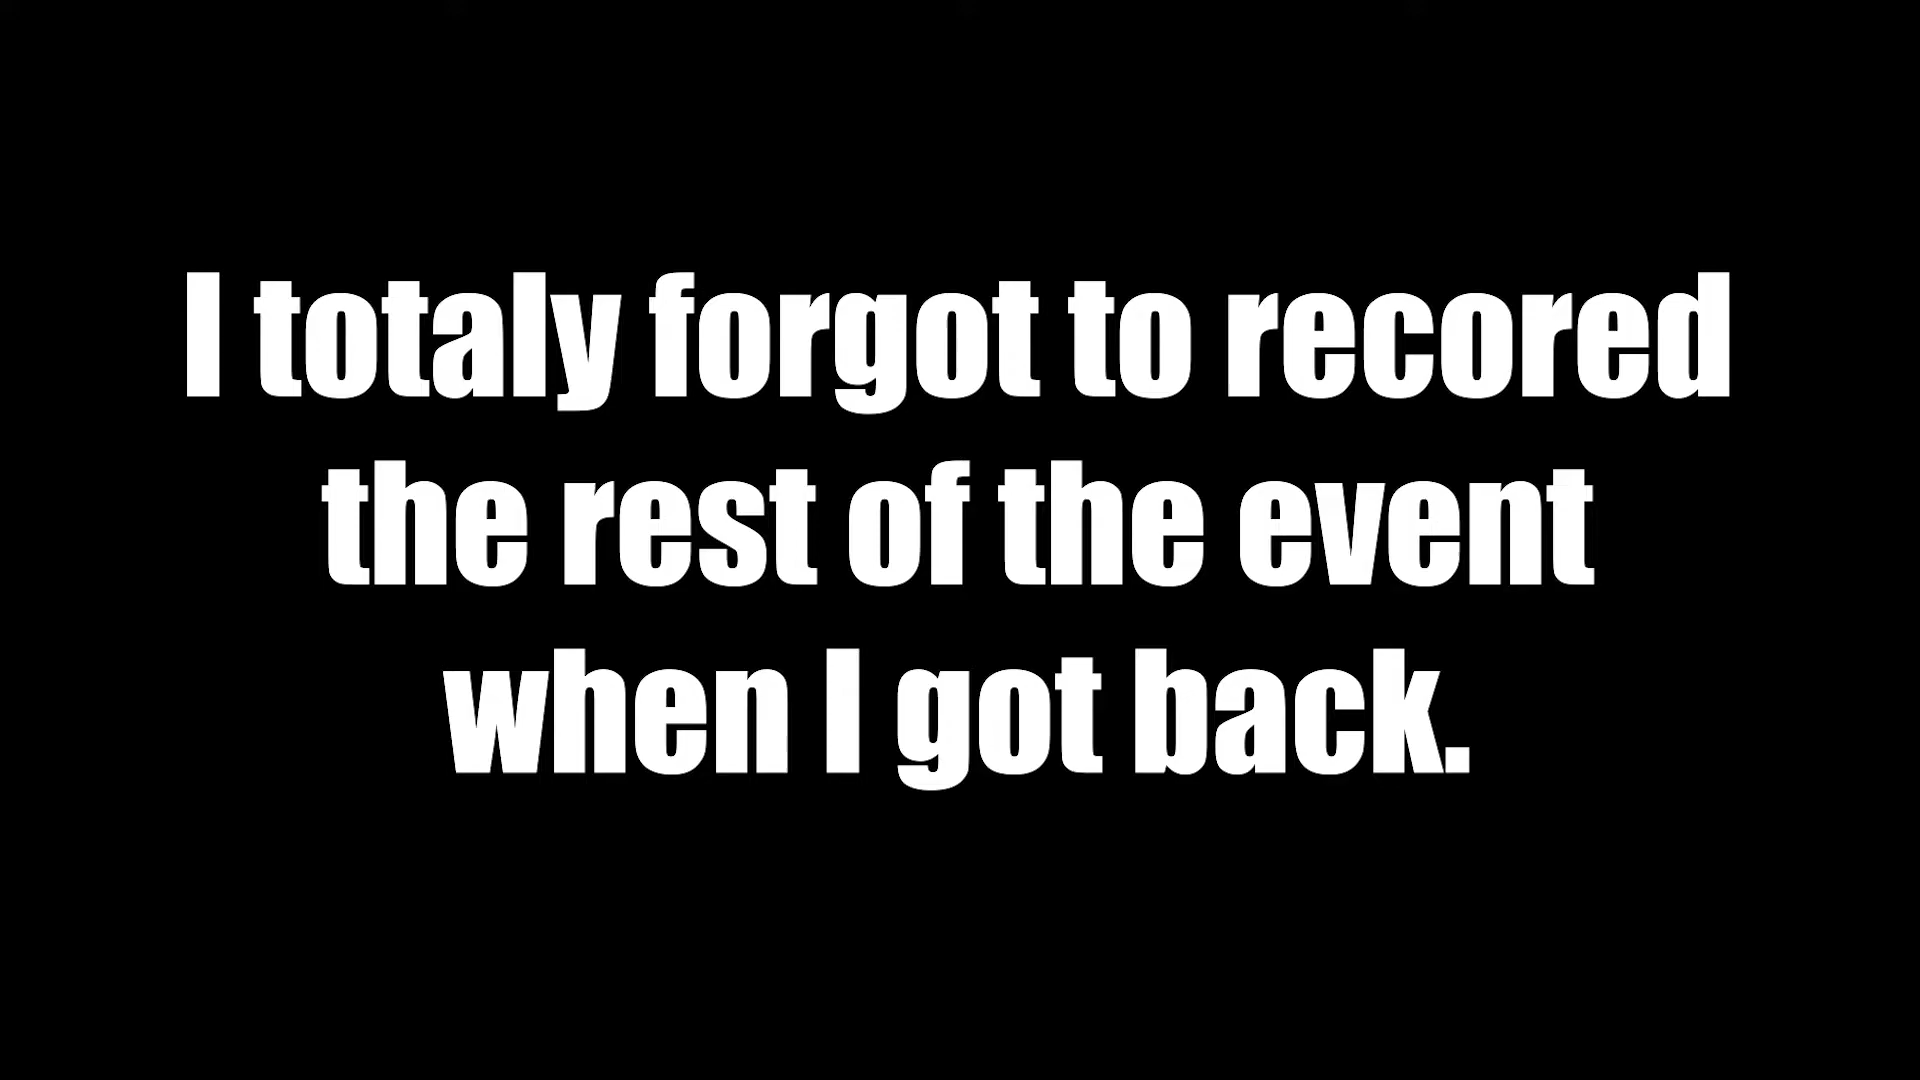 I totaly forgot to recored
the rest of the event
when I got back.